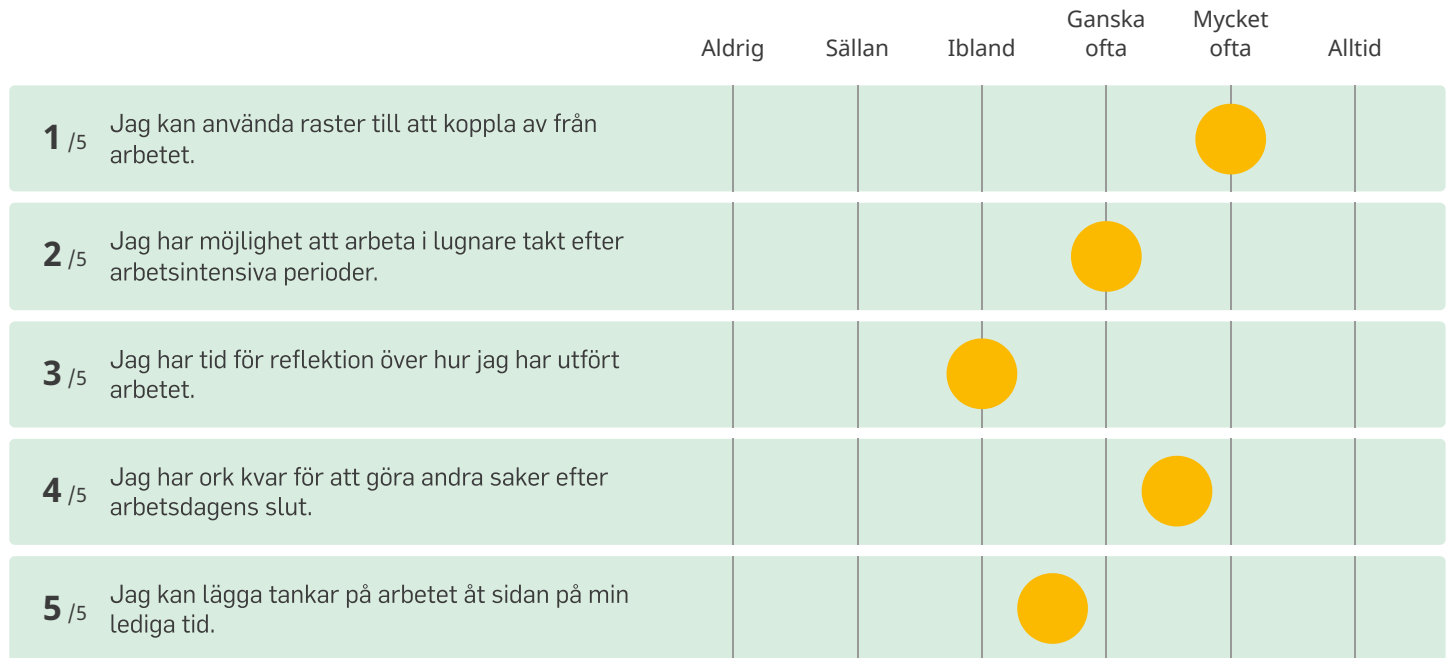 Aldrig Sällan Ibland Ganska ofta Mycket ofta Alltid
1 /5 Jag kan använda raster till att koppla av från
arbetet.
2 /5 Jag har möjlighet att arbeta i lugnare takt efter
arbetsintensiva perioder.
3 /5 Jag har tid för reflektion över hur jag har utfört
arbetet.
4 /5 Jag har ork kvar för att göra andra saker efter
arbetsdagens slut.
5 /5 Jag kan lägga tankar på arbetet åt sidan på min
lediga tid.